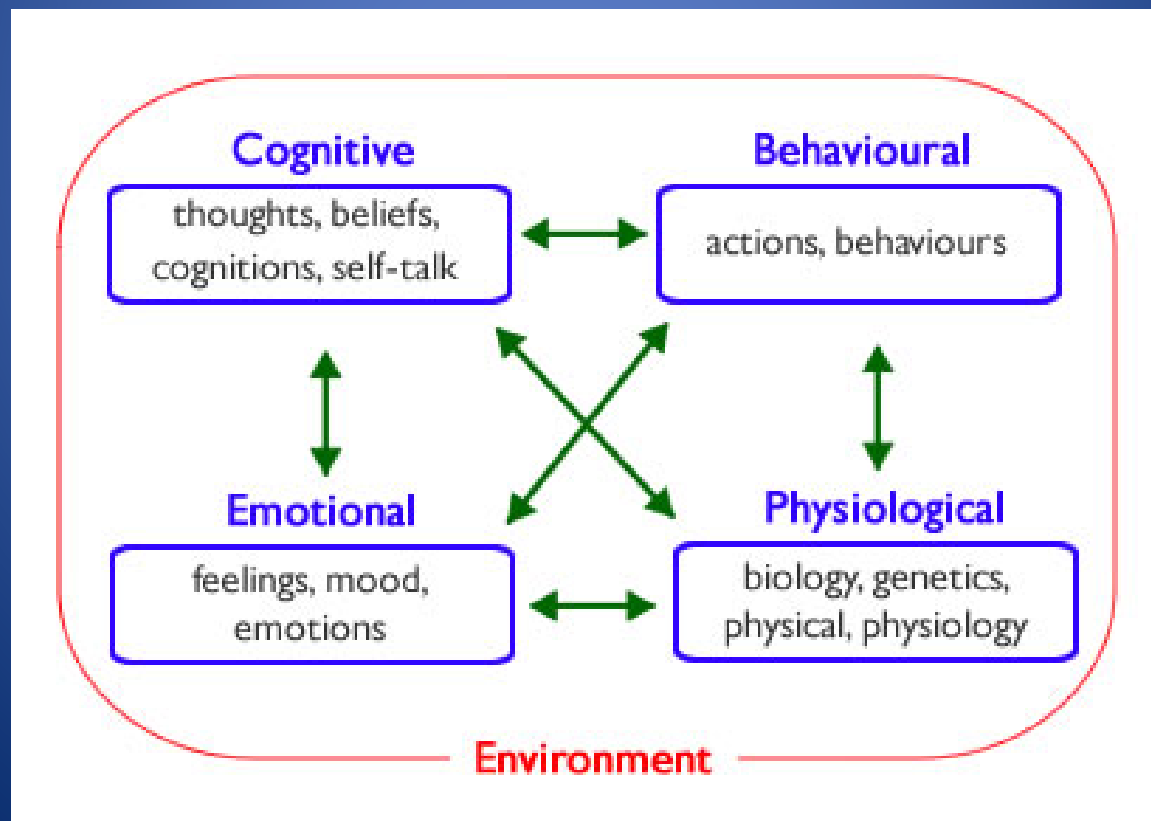 Cognitive
thoughts, beliefs,
cognitions, self-talk
Behavioural
actions, behaviours
Emotional
feelings, mood,
emotions
Physiological
biology, genetics,
physical, physiology
Environment